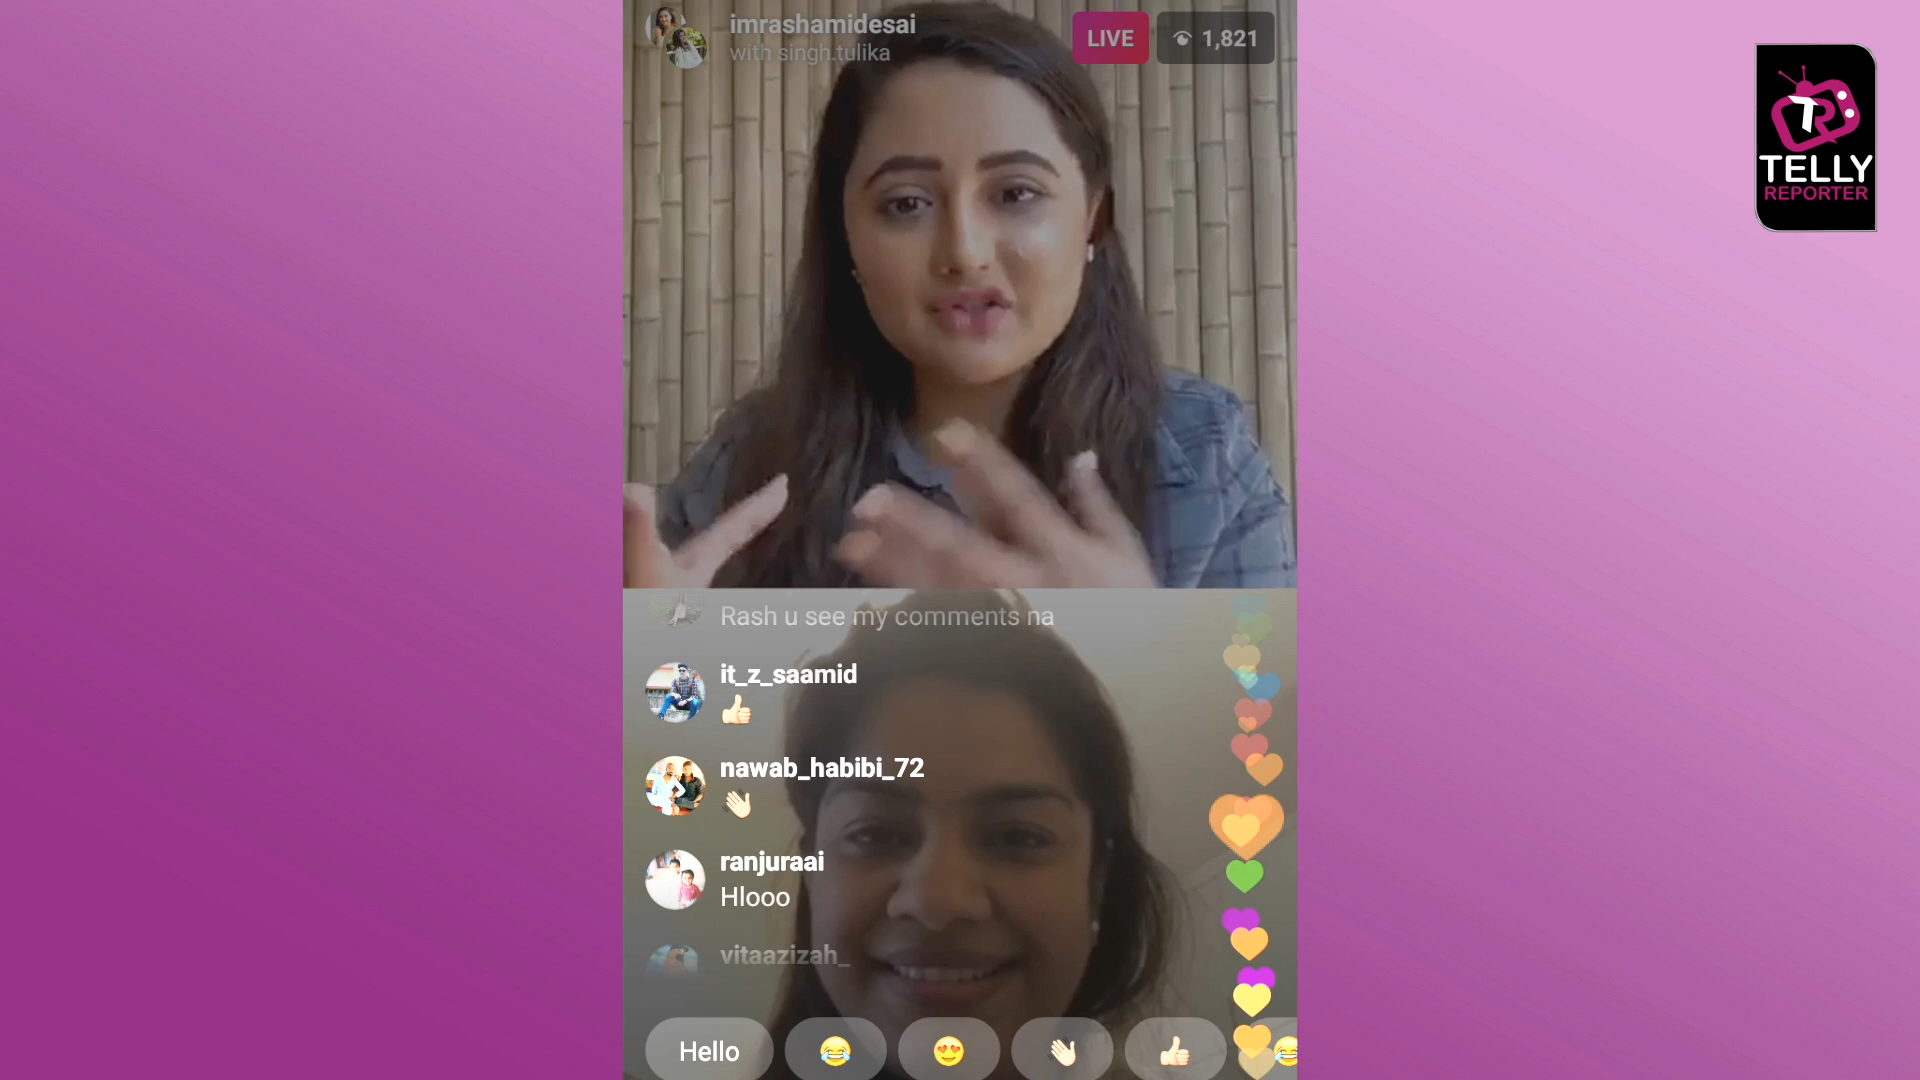 imrashamidesai
with singh.tulika
LIVE
1,821
TR
TELLY
REPORTER
Rash u see my comments na
it_z_saamid
👍🏻
nawab_habibi_72
👋🏻
ranjuraai
Hlooo
vitaazizah_
Hello 😂 😍 👋🏻 👍🏻 😂